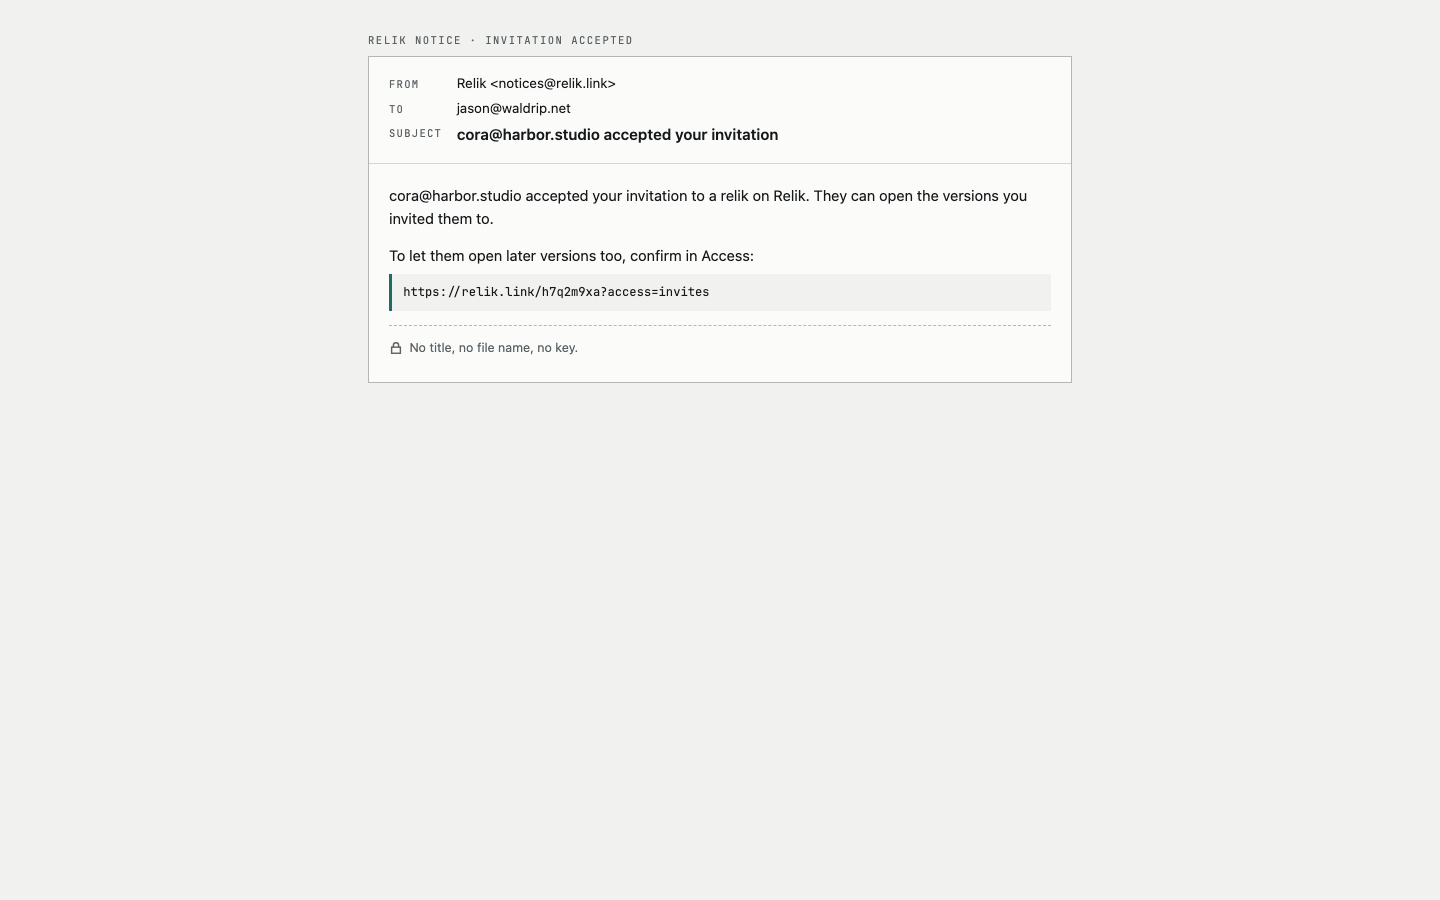 RELIK NOTICE · INVITATION ACCEPTED
FROM Relik <notices@relik.link>
TO jason@waldrip.net
SUBJECT cora@harbor.studio accepted your invitation
cora@harbor.studio accepted your invitation to a relik on Relik. They can open the versions you
invited them to.
To let them open later versions too, confirm in Access:
https://relik.link/h7q2m9xa?access=invites
No title, no file name, no key.